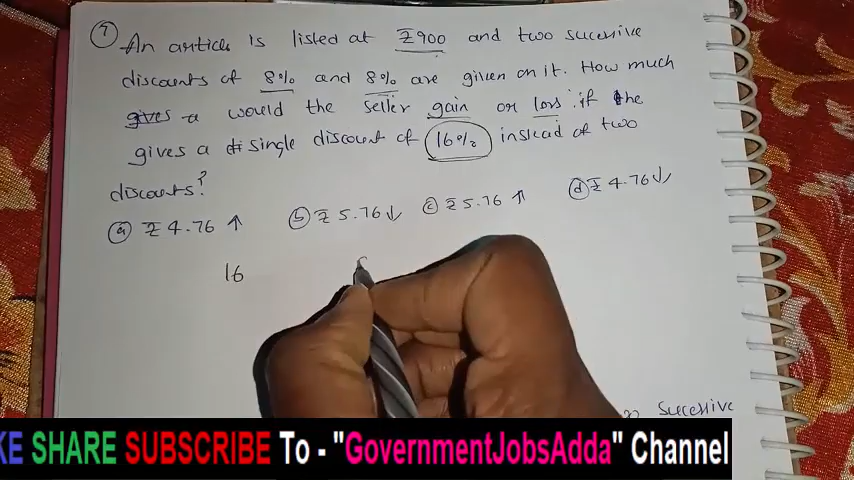 7 An article is listed at ₹900 and two successive
discounts of 8% and 8% are given on it. How much
would the seller gain or loss if the
gives a single discount of 16% instead of two
discounts?
a ₹ 4.76 ↑ b ₹ 5.76 ↓ c ₹ 5.76 ↑ d ₹ 4.76 ↓
16
Successive
KE SHARE SUBSCRIBE To - "GovernmentJobsAdda" Channel